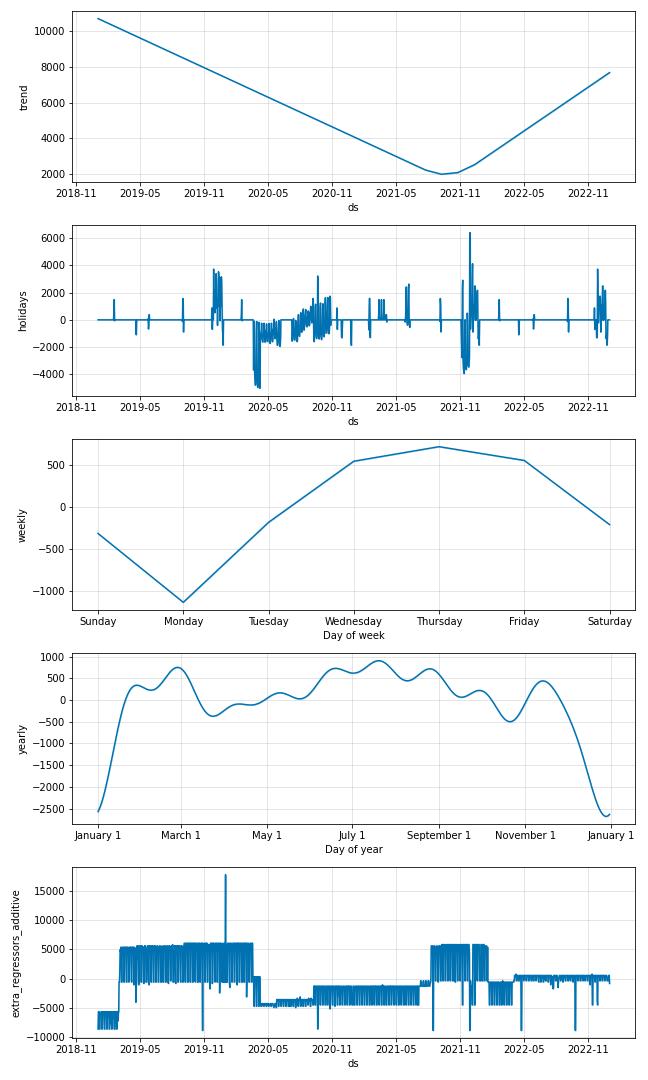 10000
8000
6000
4000
2000
trend
2018-11 2019-05 2019-11 2020-05 2020-11 2021-05 2021-11 2022-05 2022-11
ds
6000
4000
2000
0
−2000
−4000
holidays
2018-11 2019-05 2019-11 2020-05 2020-11 2021-05 2021-11 2022-05 2022-11
ds
500
0
−500
−1000
weekly
Sunday Monday Tuesday Wednesday Thursday Friday Saturday
Day of week
1000
500
0
−500
−1000
−1500
−2000
−2500
yearly
January 1 March 1 May 1 July 1 September 1 November 1 January 1
Day of year
15000
10000
5000
0
−5000
−10000
extra_regressors_additive
2018-11 2019-05 2019-11 2020-05 2020-11 2021-05 2021-11 2022-05 2022-11
ds